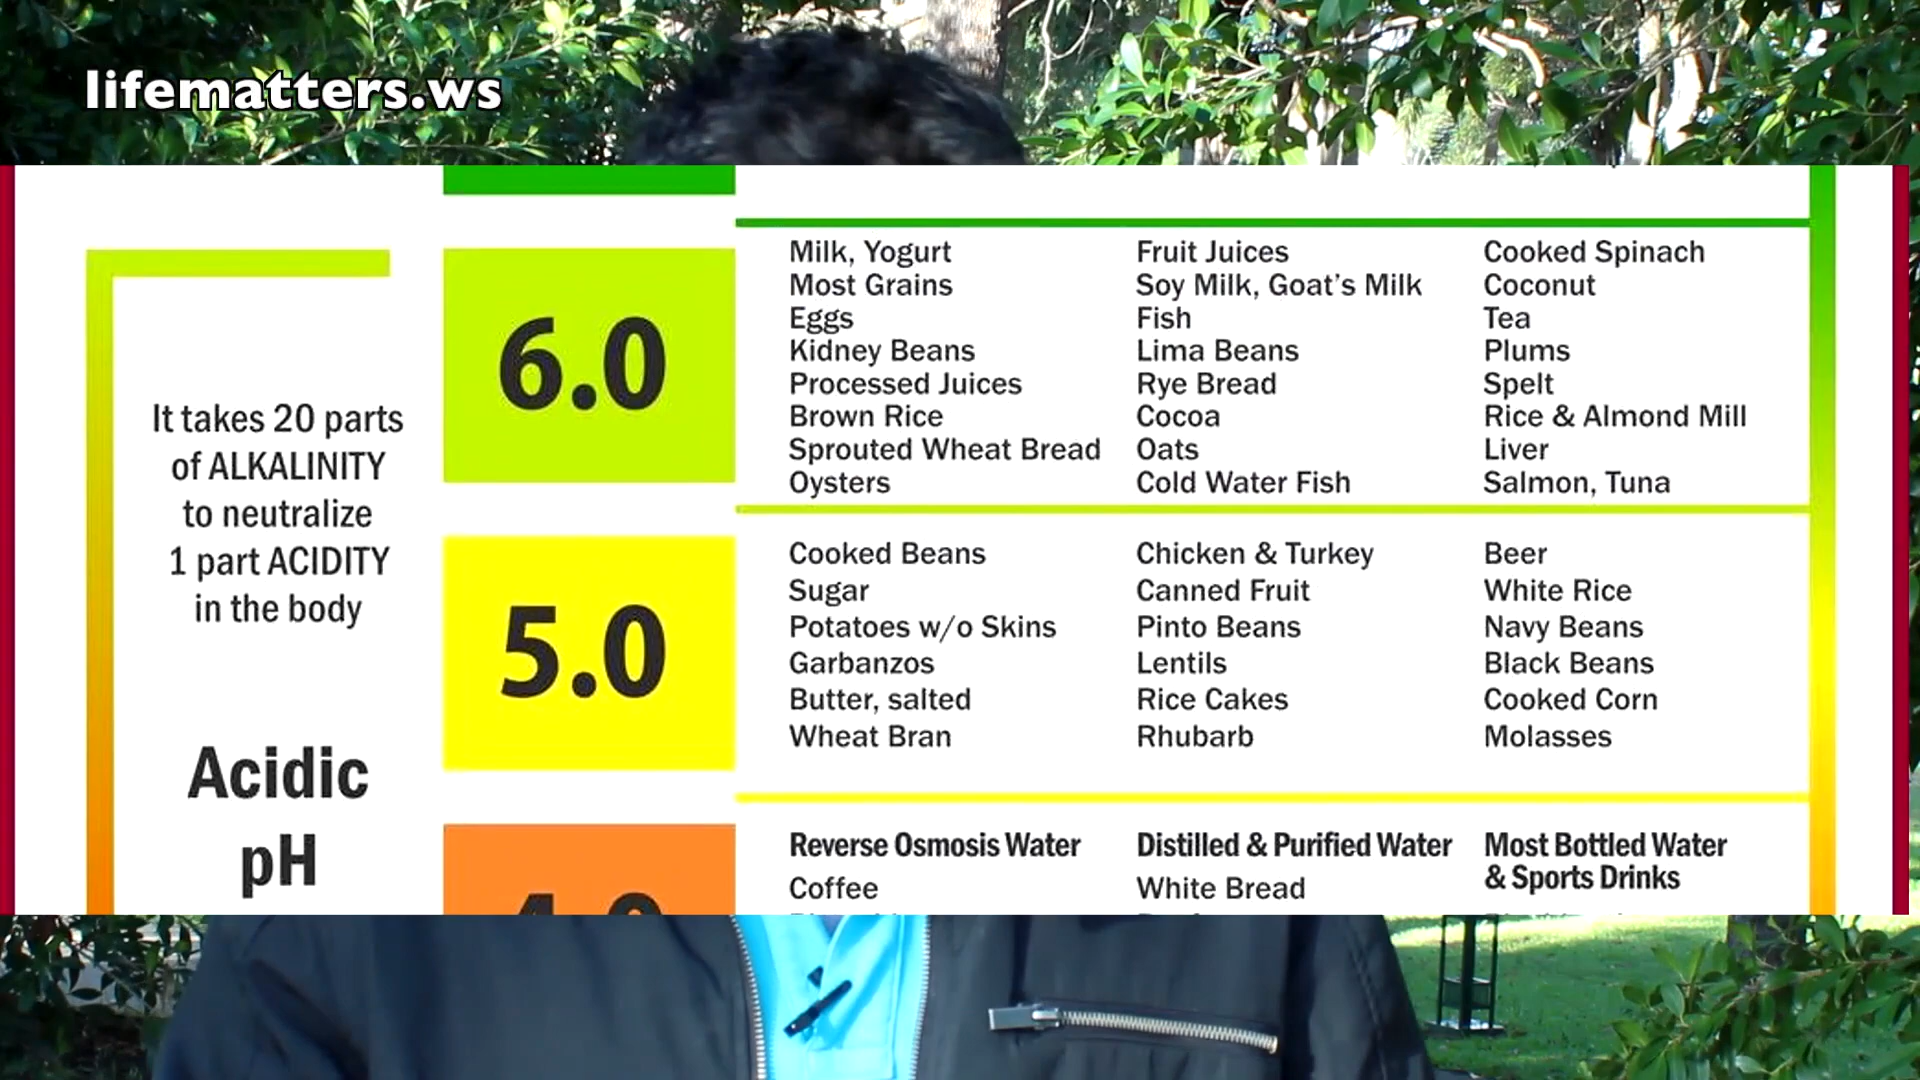 lifematters.ws
It takes 20 parts
of ALKALINITY
to neutralize
1 part ACIDITY
in the body
Acidic
pH
6.0
Milk, Yogurt
Most Grains
Eggs
Kidney Beans
Processed Juices
Brown Rice
Sprouted Wheat Bread
Oysters
Fruit Juices
Soy Milk, Goat's Milk
Fish
Lima Beans
Rye Bread
Cocoa
Oats
Cold Water Fish
Cooked Spinach
Coconut
Tea
Plums
Spelt
Rice & Almond Mill
Liver
Salmon, Tuna
5.0
Cooked Beans
Sugar
Potatoes w/o Skins
Garbanzos
Butter, salted
Wheat Bran
Chicken & Turkey
Canned Fruit
Pinto Beans
Lentils
Rice Cakes
Rhubarb
Beer
White Rice
Navy Beans
Black Beans
Cooked Corn
Molasses
4.0
Reverse Osmosis Water
Coffee
Distilled & Purified Water
White Bread
Most Bottled Water
& Sports Drinks